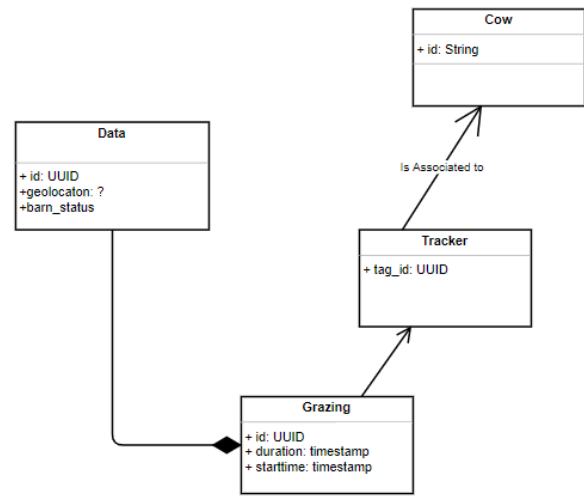 Cow
+ id: String
Data
+ id: UUID
+geolocaton: ?
+barn_status
Is Associated to
Tracker
+ tag_id: UUID
Grazing
+ id: UUID
+ duration: timestamp
+ starttime: timestamp